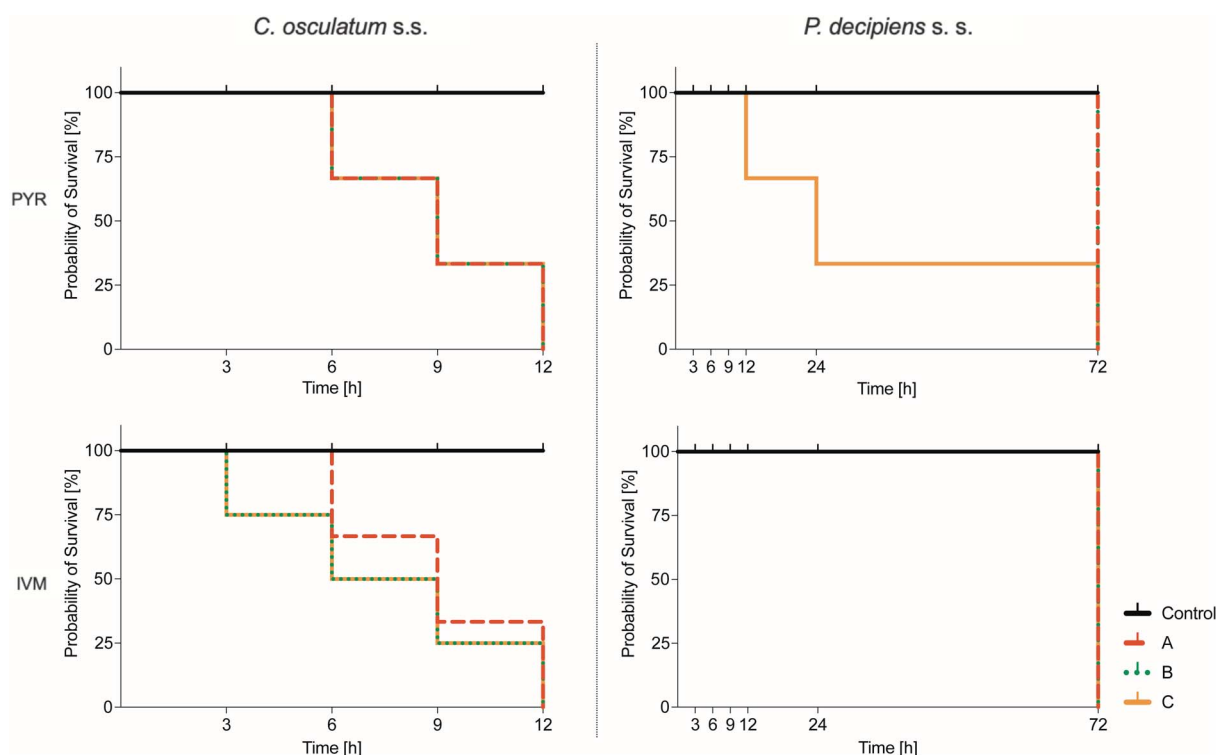 C. osculatum s.s.
P. decipiens s. s.
PYR
Probability of Survival [%]
100
75
50
25
0
3 6 9 12
Time [h]
Probability of Survival [%]
100
75
50
25
0
3 6 9 12 24 72
Time [h]
IVM
Probability of Survival [%]
100
75
50
25
0
3 6 9 12
Time [h]
Probability of Survival [%]
100
75
50
25
0
3 6 9 12 24 72
Time [h]
Control
A
B
C